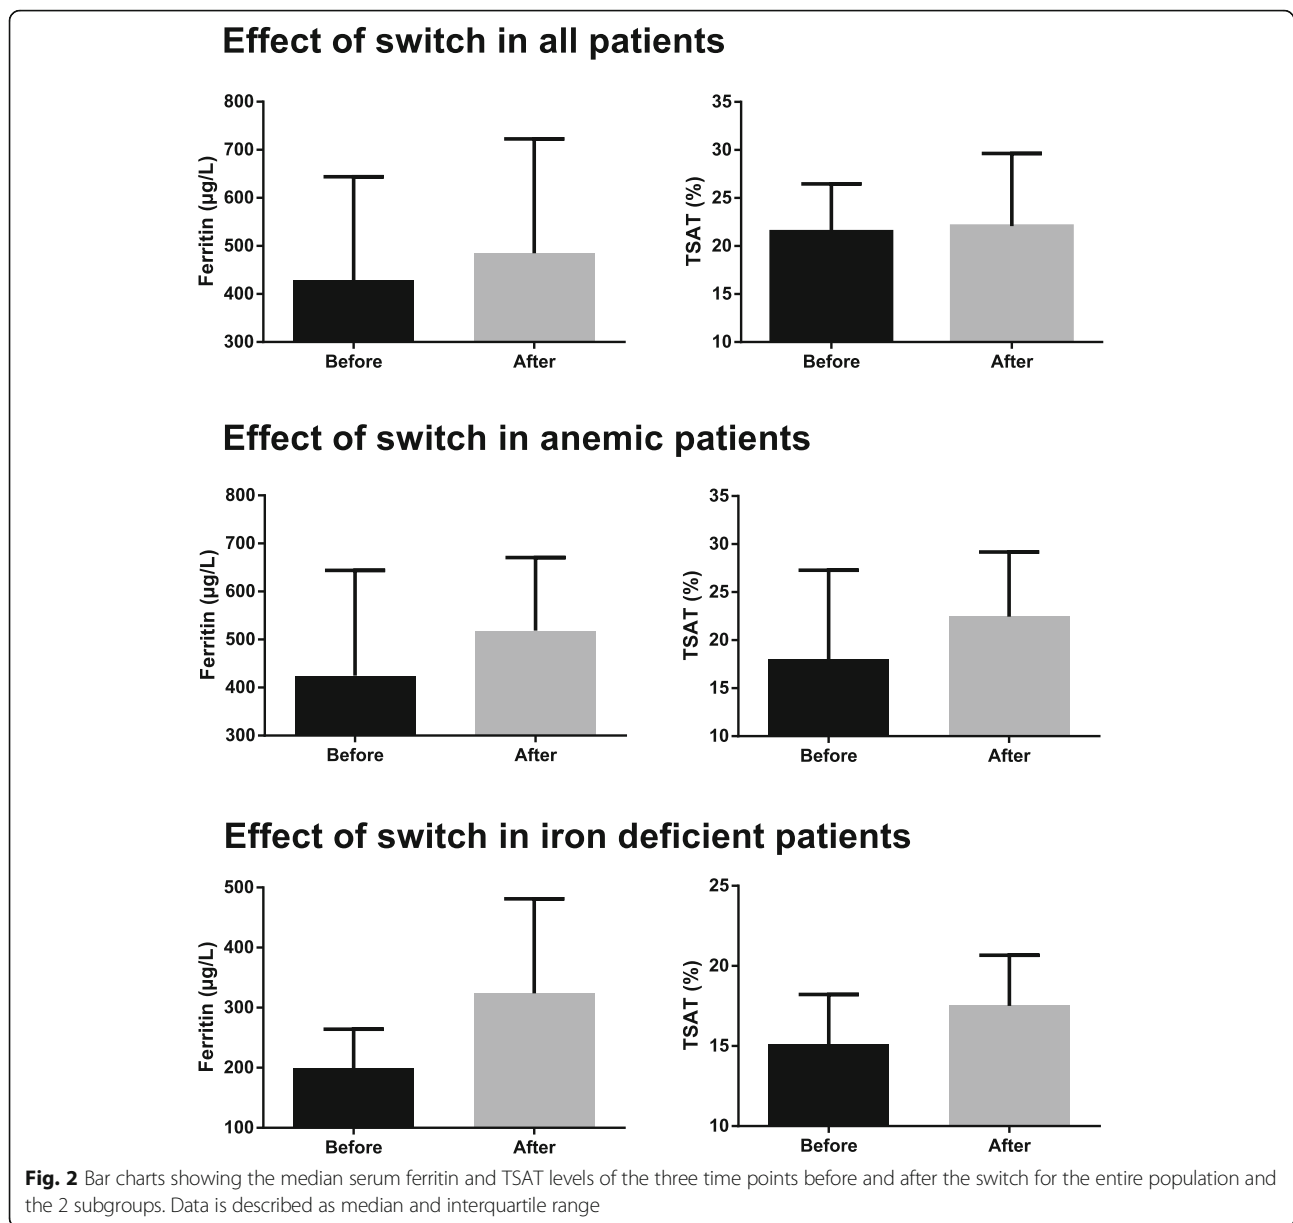 Effect of switch in all patients
800
700
600
500
400
300
Ferritin (µg/L)
Before
After
35
30
25
20
15
10
TSAT (%)
Before
After
Effect of switch in anemic patients
800
700
600
500
400
300
Ferritin (µg/L)
Before
After
35
30
25
20
15
10
TSAT (%)
Before
After
Effect of switch in iron deficient patients
500
400
300
200
100
Ferritin (µg/L)
Before
After
25
20
15
10
TSAT (%)
Before
After
Fig. 2 Bar charts showing the median serum ferritin and TSAT levels of the three time points before and after the switch for the entire population and
the 2 subgroups. Data is described as median and interquartile range